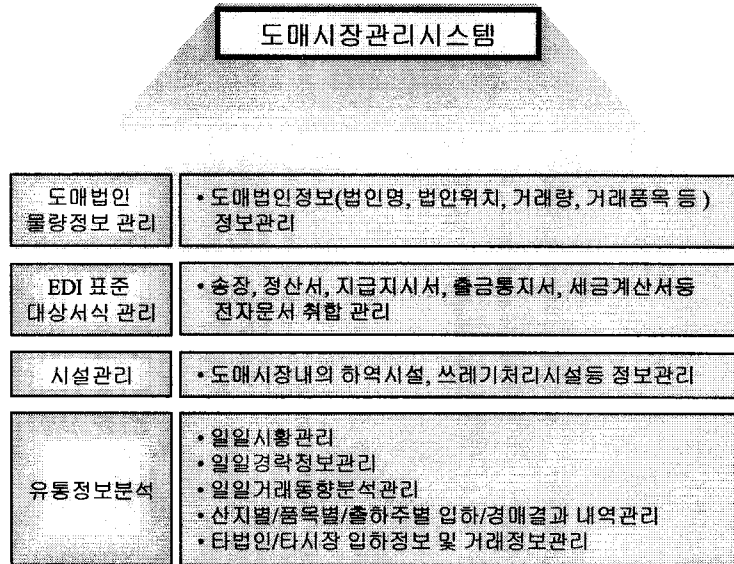 도매시장관리시스템
도매법인
물량정보 관리
• 도매법인정보(법인명, 법인위치, 거래량, 거래품목 등 )
정보관리
EDI 표준
대상서식 관리
• 송장, 정산서, 지급지시서, 출금통지서, 세금계산서등
전자문서 취합 관리
시설관리
• 도매시장내의 하역시설, 쓰레기처리시설등 정보관리
유통정보분석
• 일일시황관리
• 일일경락정보관리
• 일일거래동향분석관리
• 산지별/품목별/출하주별 입하/경매결과 내역관리
• 타법인/타시장 입하정보 및 거래정보관리